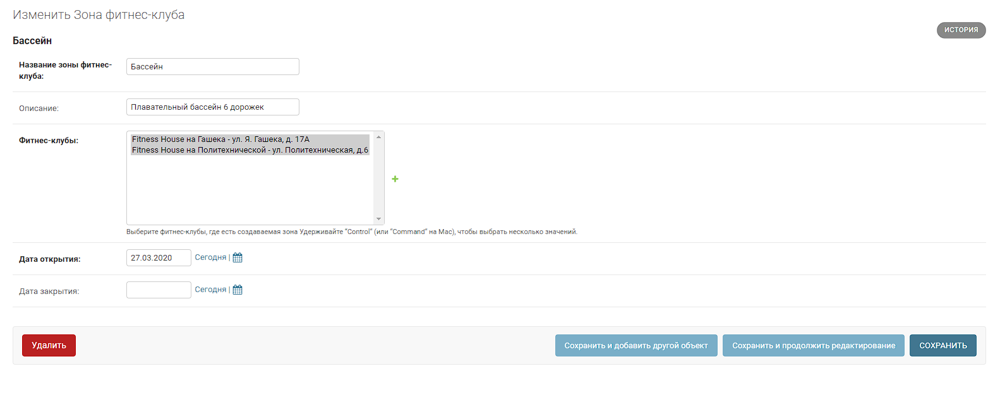 Изменить Зона фитнес-клуба
ИСТОРИЯ
Бассейн
Название зоны фитнес-
клуба:
Бассейн
Описание:
Плавательный бассейн 6 дорожек
Фитнес-клубы:
Fitness House на Гашека - ул. Я. Гашека, д. 17А
Fitness House на Политехнической - ул. Политехническая, д.6
Выберите фитнес-клубы, где есть создаваемая зона Удерживайте “Control” (или “Command” на Mac), чтобы выбрать несколько значений.
Дата открытия:
27.03.2020
Сегодня |
Дата закрытия:
Сегодня |
Удалить
Сохранить и добавить другой объект
Сохранить и продолжить редактирование
СОХРАНИТЬ